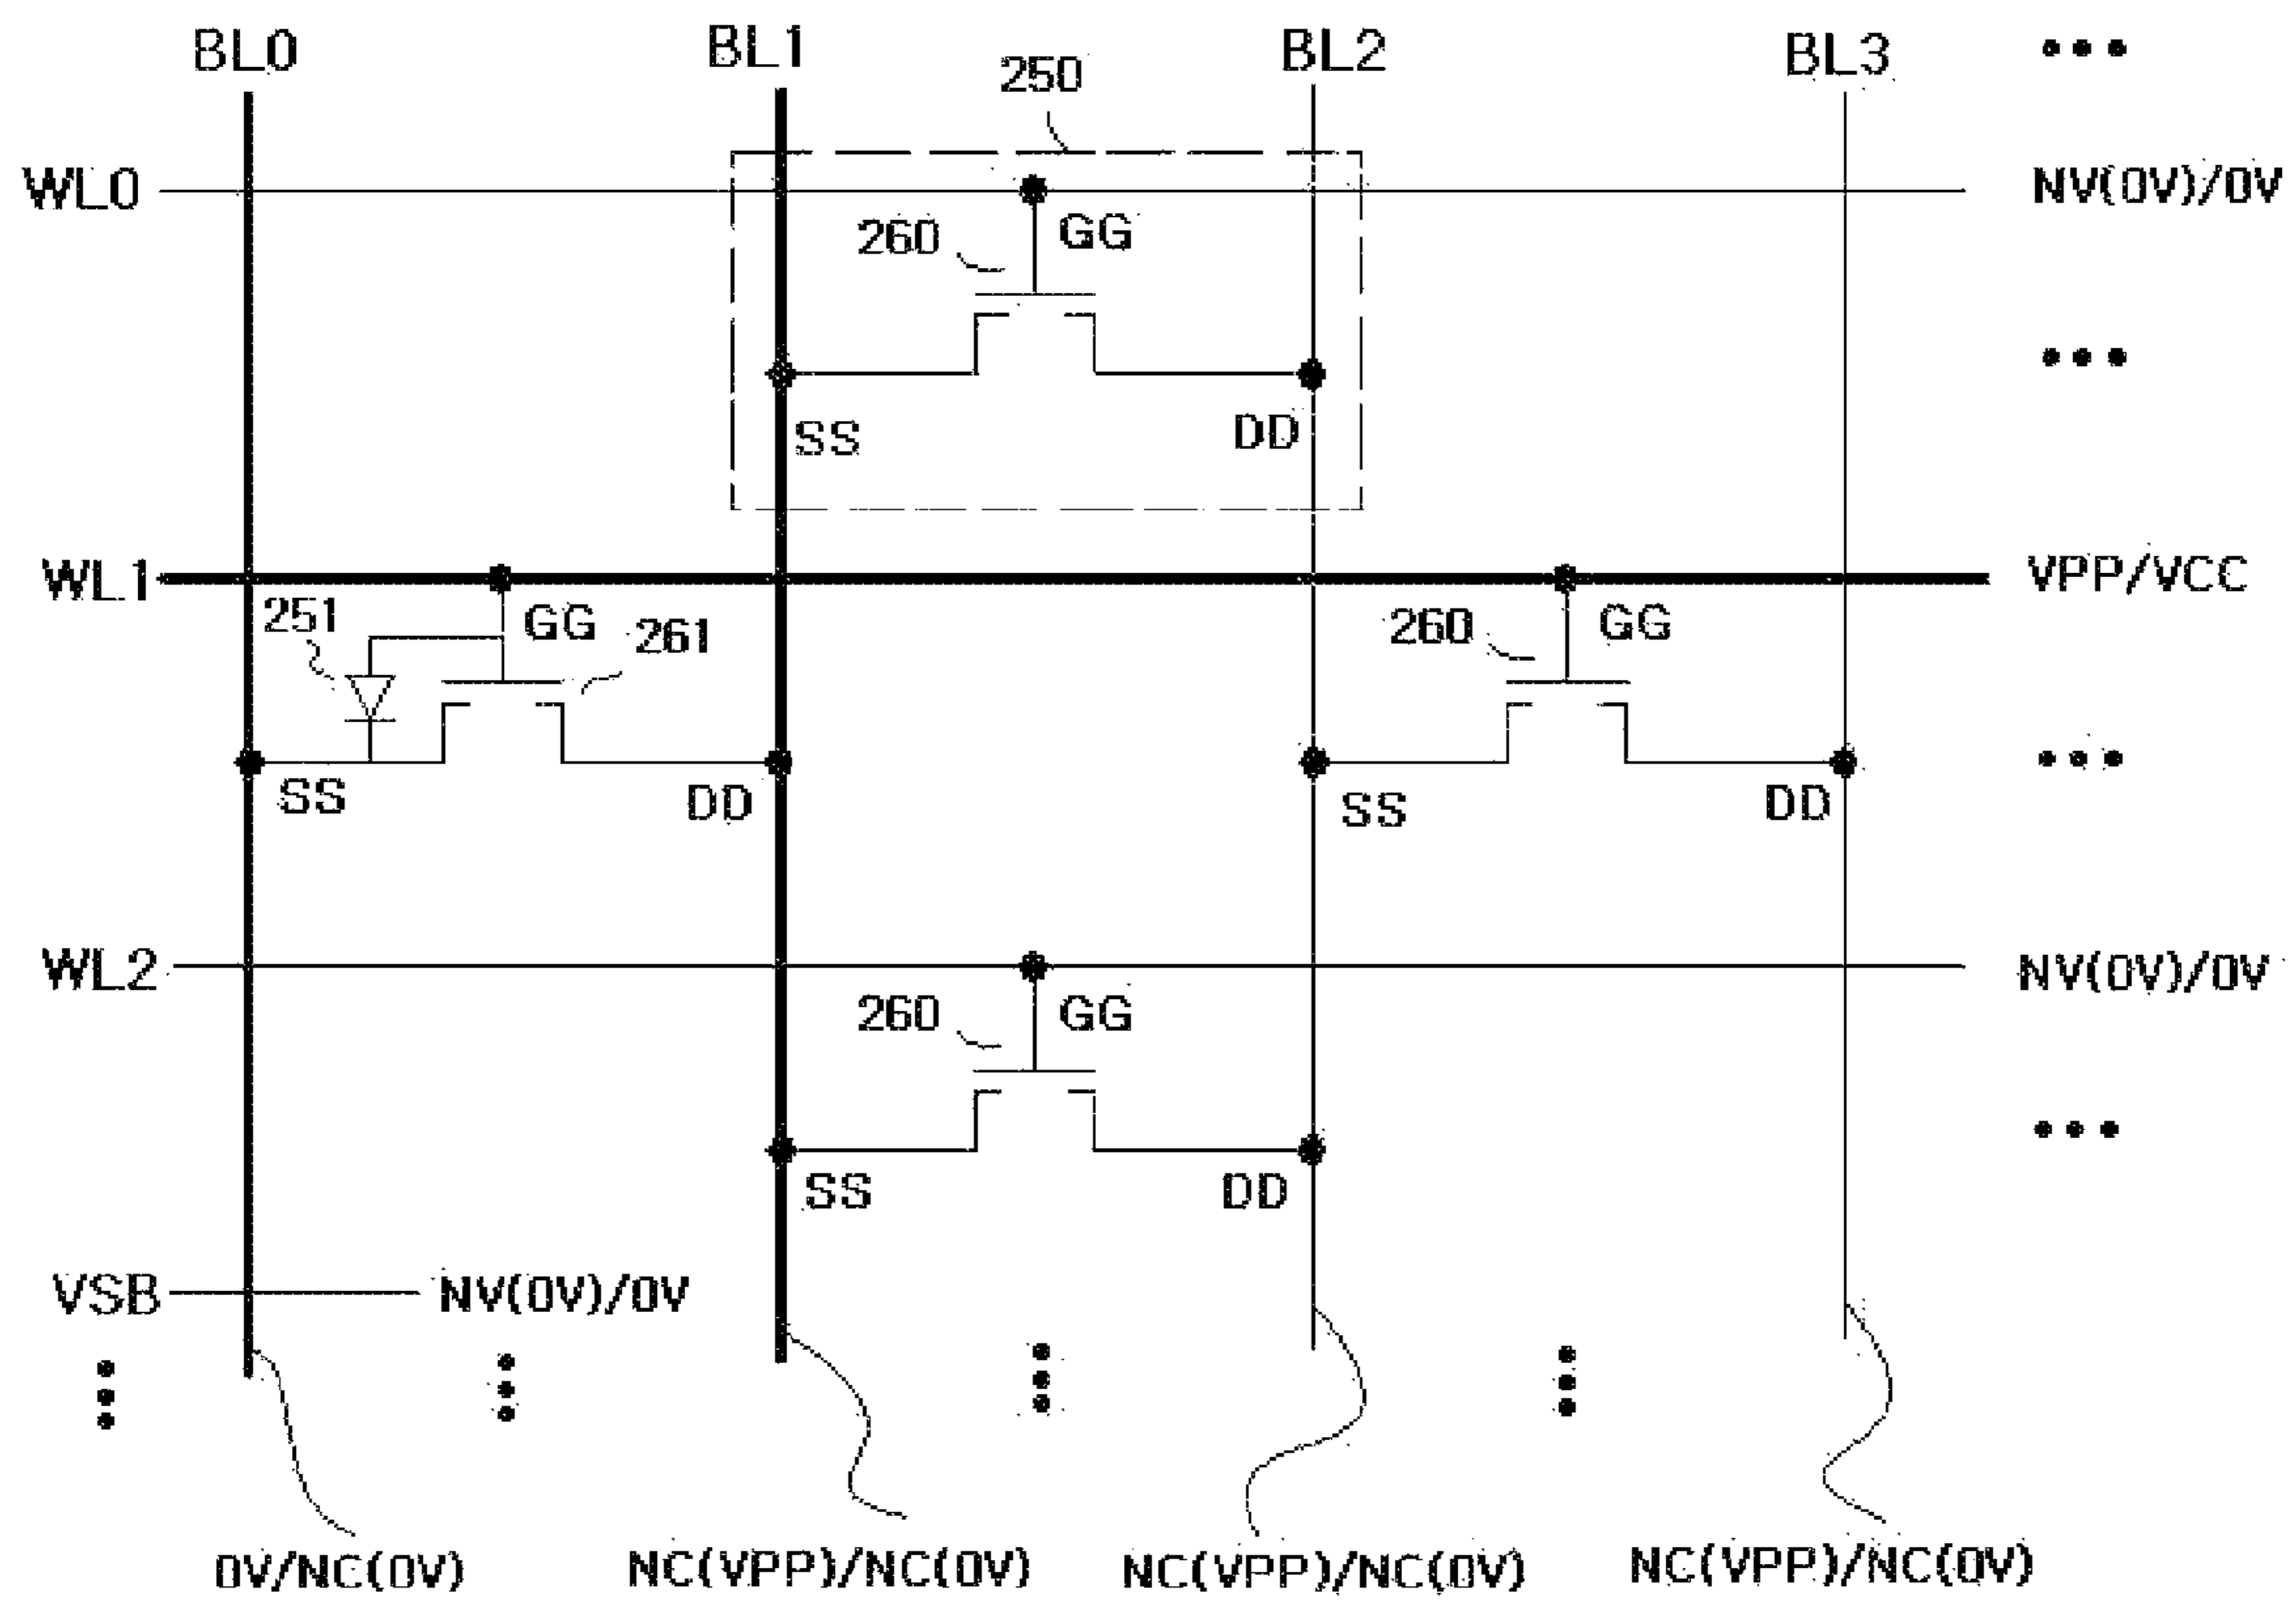 BL0 BL1 250 BL2 BL3
WL0 NV(0V)/0V
260 GG
SS DD
WL1 VPP/VCC
251 GG 261 260 GG
SS DD SS DD
WL2 NV(0V)/0V
260 GG
SS DD
VSB NV(0V)/0V
0V/NC(0V) NC(VPP)/NC(0V) NC(VPP)/NC(0V) NC(VPP)/NC(0V)